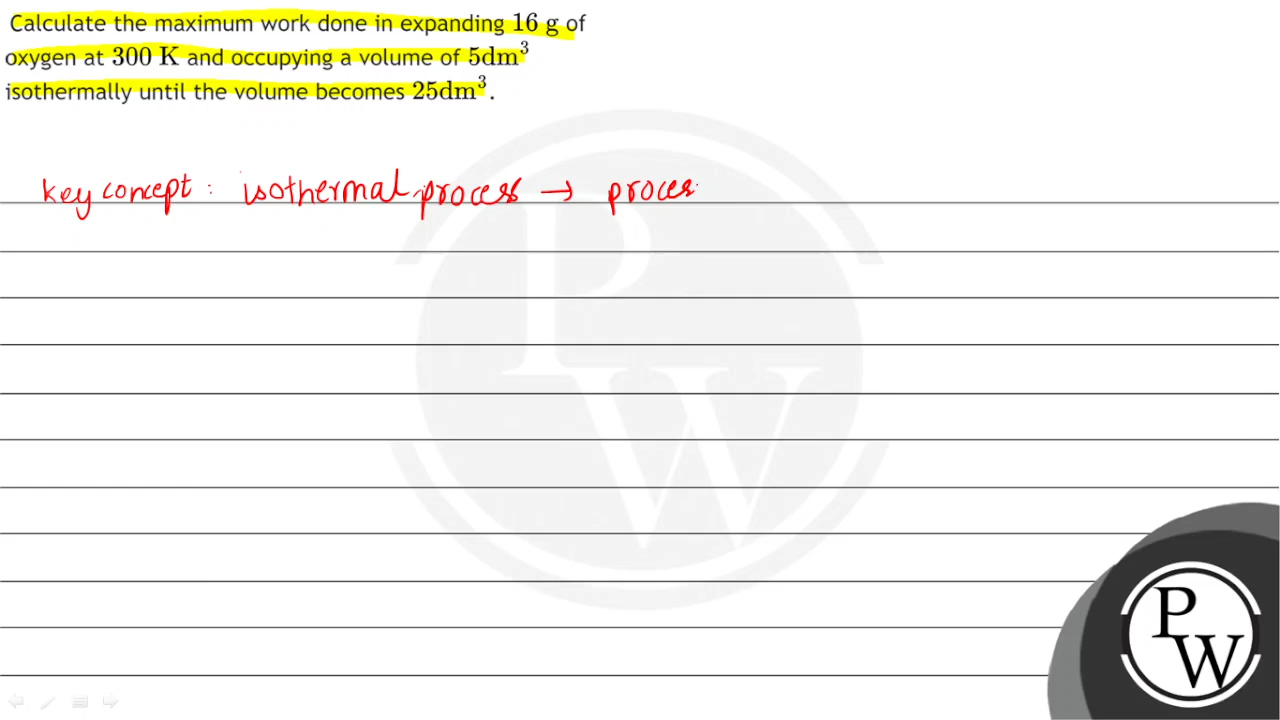 Calculate the maximum work done in expanding 16 g of
oxygen at 300 K and occupying a volume of 5dm³
isothermally until the volume becomes 25dm³.
key concept : isothermal process → proces
P
W